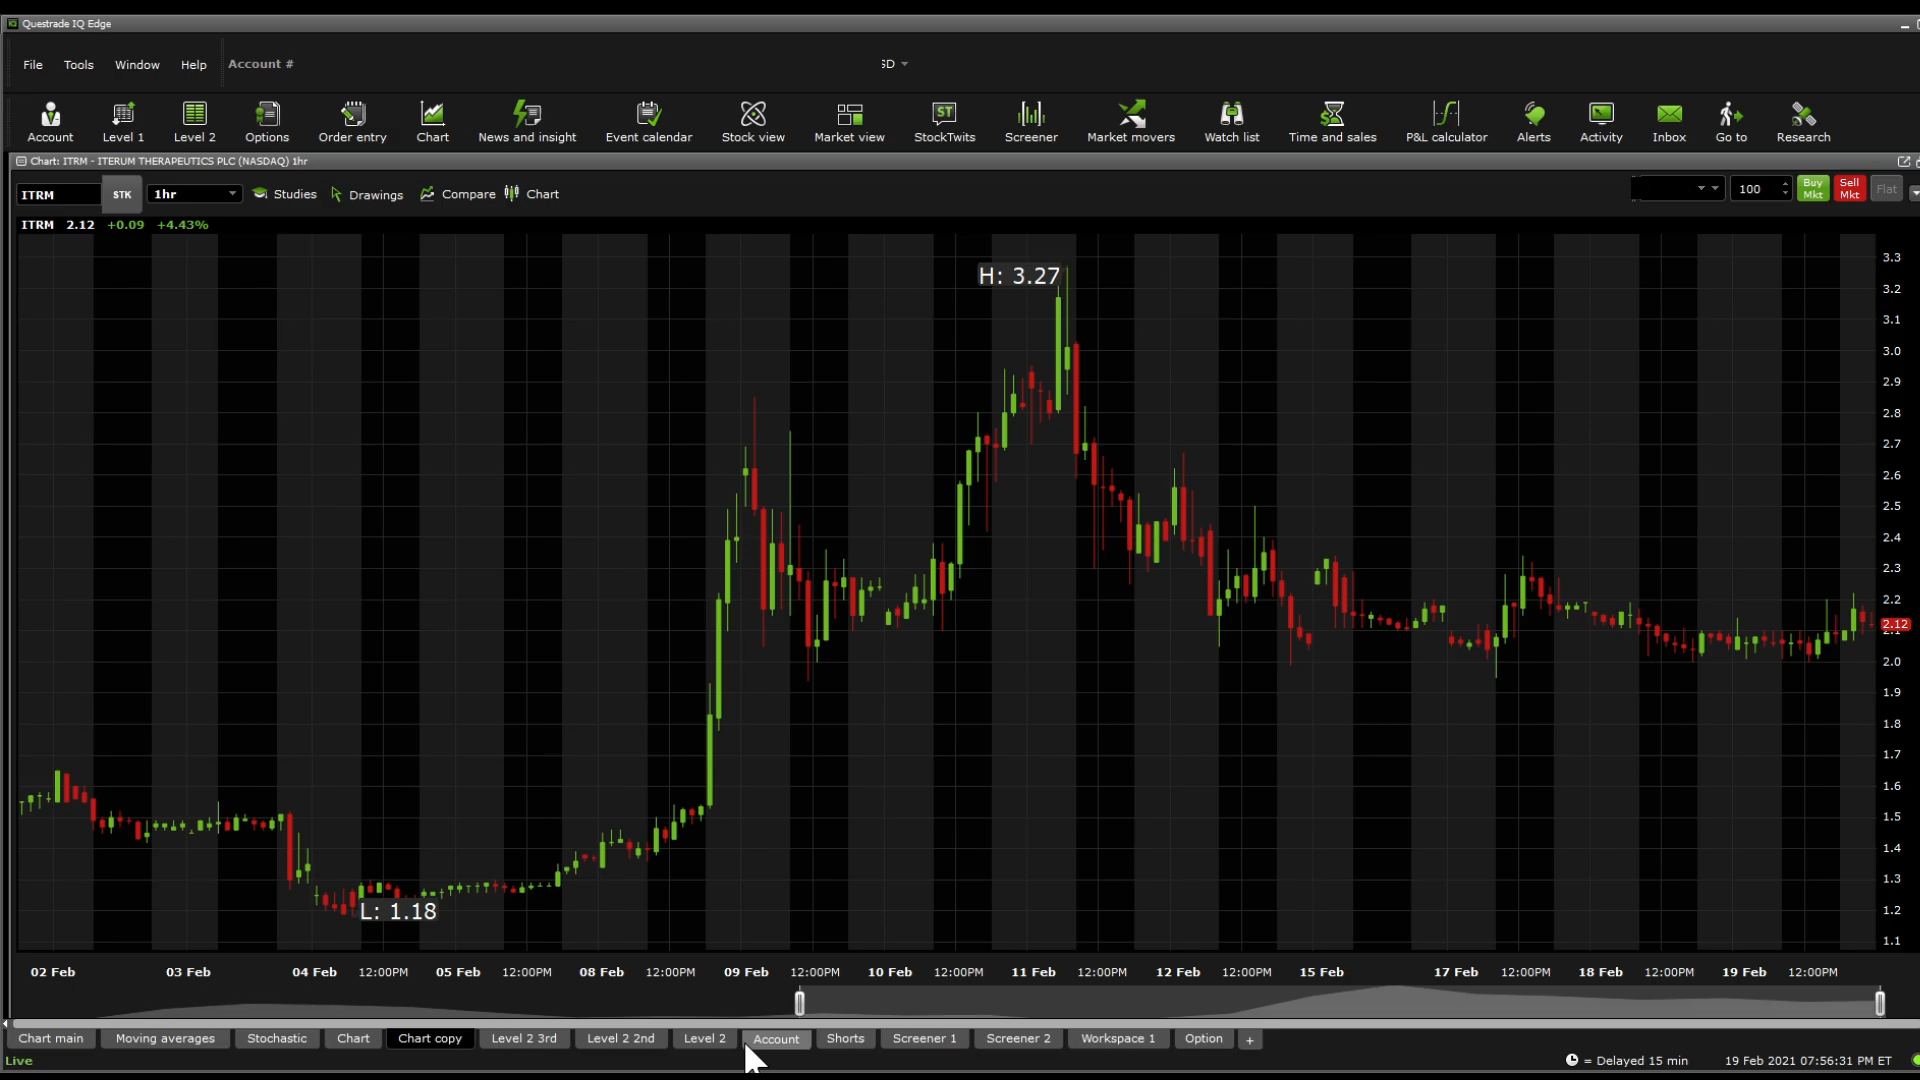 Questrade IQ Edge
File Tools Window Help Account #
SD
Account Level 1 Level 2 Options Order entry Chart News and insight Event calendar Stock view Market view StockTwits Screener Market movers Watch list Time and sales P&L calculator Alerts Activity Inbox Go to Research
Chart: ITRM - ITERUM THERAPEUTICS PLC (NASDAQ) 1hr
ITRM STK 1hr Studies Drawings Compare Chart 100 Buy Mkt Sell Mkt Flat
ITRM 2.12 +0.09 +4.43%
3.3
H: 3.27
3.2
3.1
3.0
2.9
2.8
2.7
2.6
2.5
2.4
2.3
2.2
2.12
2.1
2.0
1.9
1.8
1.7
1.6
1.5
1.4
1.3
L: 1.18
1.2
1.1
02 Feb 03 Feb 04 Feb 12:00PM 05 Feb 12:00PM 08 Feb 12:00PM 09 Feb 12:00PM 10 Feb 12:00PM 11 Feb 12:00PM 12 Feb 12:00PM 15 Feb 17 Feb 12:00PM 18 Feb 12:00PM 19 Feb 12:00PM
Chart main Moving averages Stochastic Chart Chart copy Level 2 3rd Level 2 2nd Level 2 Account Shorts Screener 1 Screener 2 Workspace 1 Option +
Live = Delayed 15 min 19 Feb 2021 07:56:31 PM ET